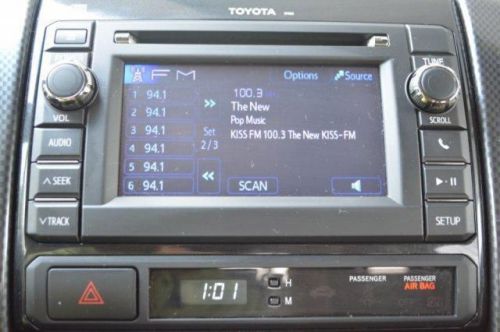 TOYOTA
FM
Options
Source
TUNE
VOL
SCROLL
1 94.1
2 94.1
3 94.1
4 94.1
5 94.1
6 94.1
>>
Set
2/3
<<
100.3
The New
Pop Music
KISS FM 100.3 The New KISS-FM
SCAN
AUDIO
∧ SEEK
∨ TRACK
SETUP
1:01
H
M
PASSENGER
PASSENGER
AIR BAG